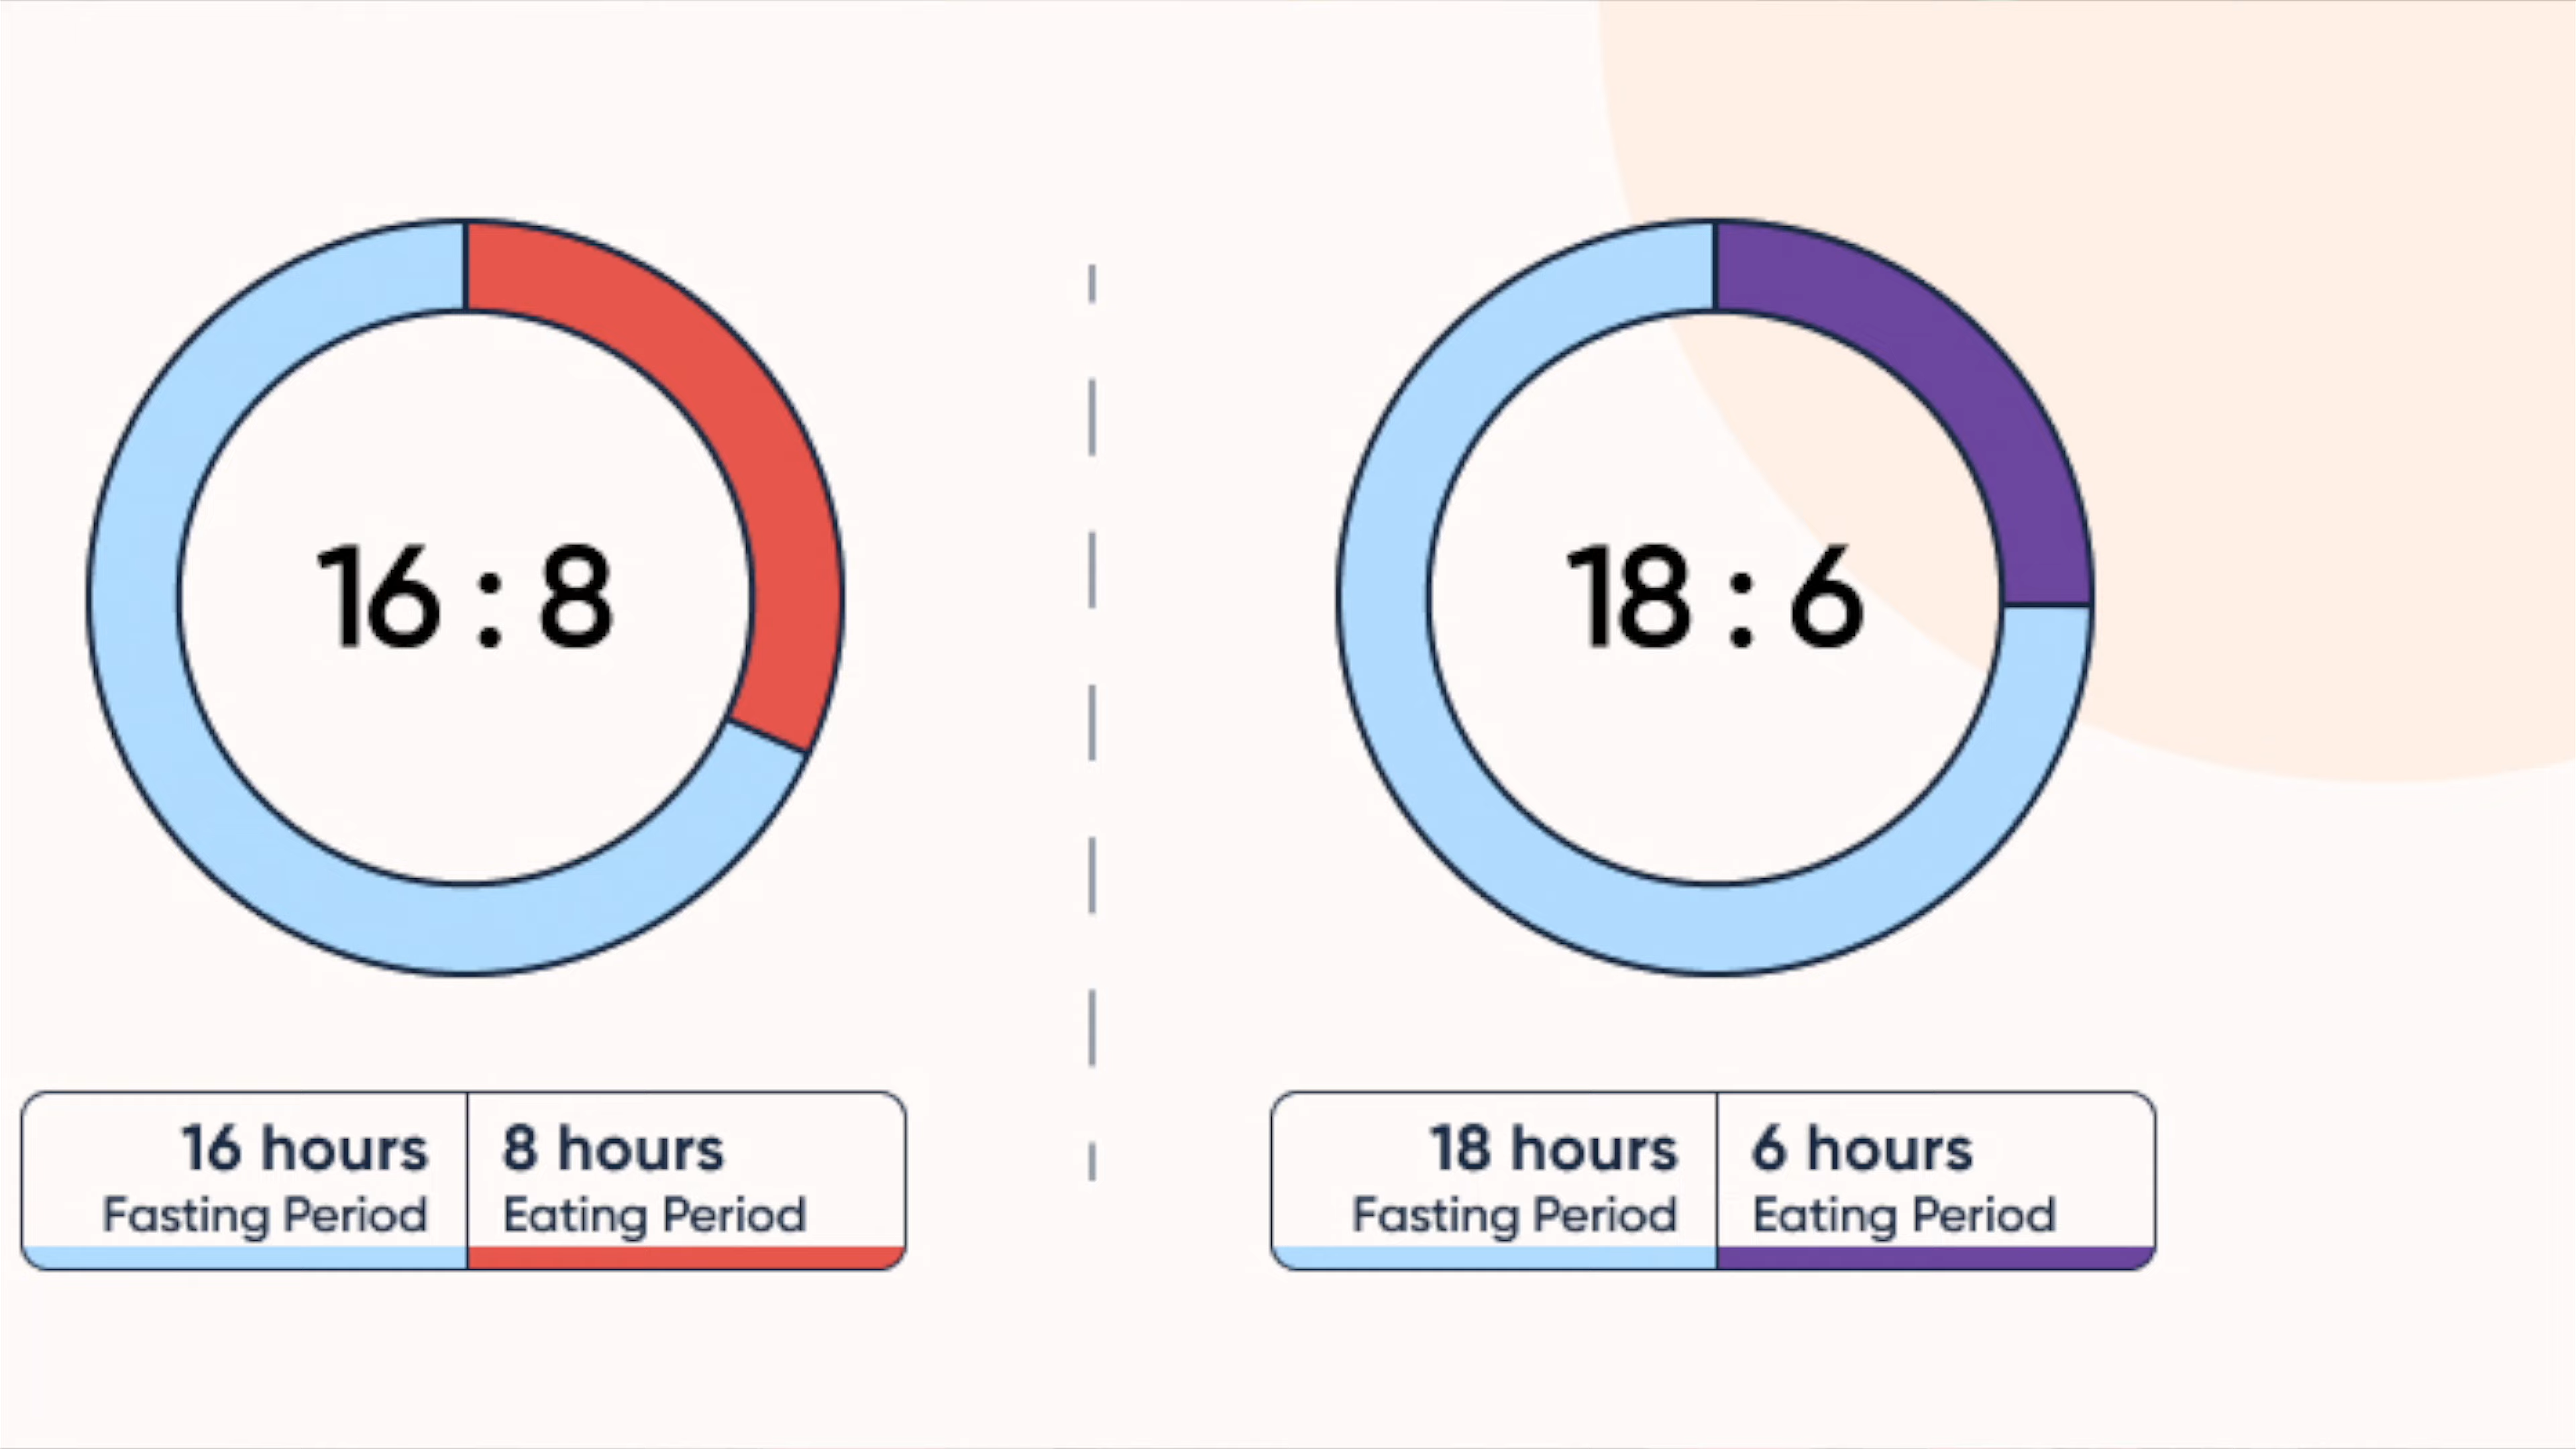 16 : 8
16 hours
Fasting Period
8 hours
Eating Period
18 : 6
18 hours
Fasting Period
6 hours
Eating Period